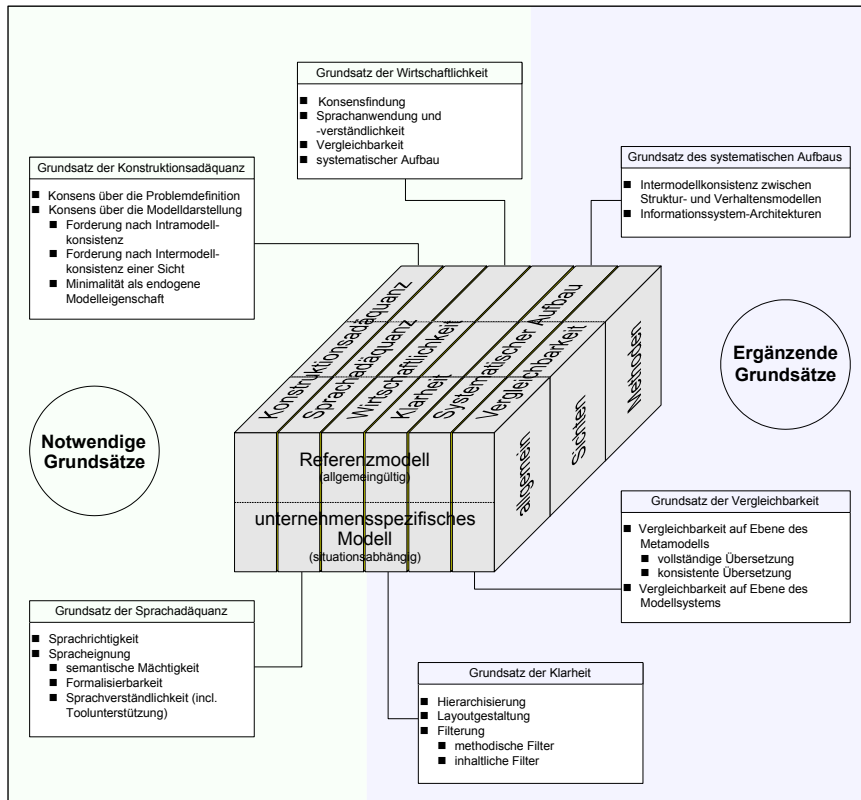 Grundsatz der Wirtschaftlichkeit
■ Konsensfindung
■ Sprachanwendung und
-verständlichkeit
■ Vergleichbarkeit
■ systematischer Aufbau
Grundsatz der Konstruktionsadäquanz
■ Konsens über die Problemdefinition
■ Konsens über die Modelldarstellung
■ Forderung nach Intramodell-
konsistenz
■ Forderung nach Intermodell-
konsistenz einer Sicht
■ Minimalität als endogene
Modelleigenschaft
Grundsatz des systematischen Aufbaus
■ Intermodellkonsistenz zwischen
Struktur- und Verhaltensmodellen
■ Informationssystem-Architekturen
Konstruktionsadäquanz
Sprachadäquanz
Wirtschaftlichkeit
Klarheit
Systematischer Aufbau
Vergleichbarkeit
allgemein
Sichten
Methoden
Notwendige
Grundsätze
Ergänzende
Grundsätze
Referenzmodell
(allgemeingültig)
unternehmensspezifisches
Modell
(situationsabhängig)
Grundsatz der Vergleichbarkeit
■ Vergleichbarkeit auf Ebene des
Metamodells
■ vollständige Übersetzung
■ konsistente Übersetzung
■ Vergleichbarkeit auf Ebene des
Modellsystems
Grundsatz der Sprachadäquanz
■ Sprachrichtigkeit
■ Spracheignung
■ semantische Mächtigkeit
■ Formalisierbarkeit
■ Sprachverständlichkeit (incl.
Toolunterstützung)
Grundsatz der Klarheit
■ Hierarchisierung
■ Layoutgestaltung
■ Filterung
■ methodische Filter
■ inhaltliche Filter